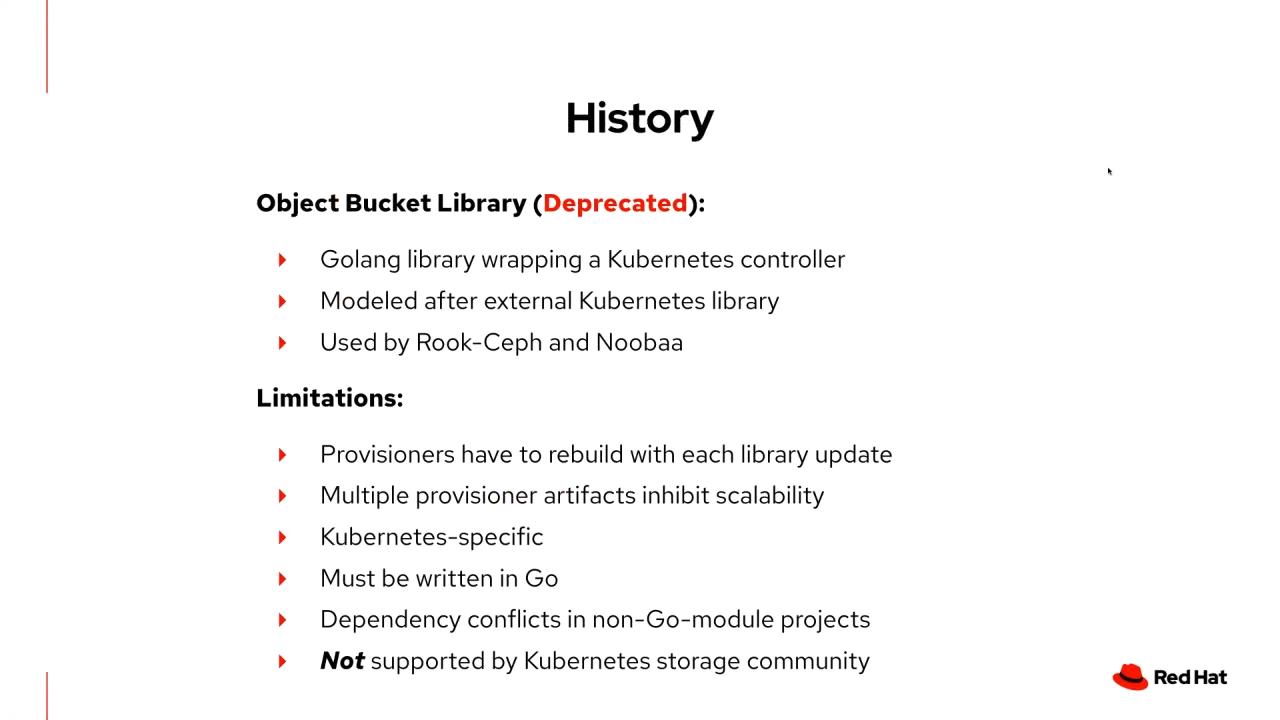 History
Object Bucket Library (Deprecated):
Golang library wrapping a Kubernetes controller
Modeled after external Kubernetes library
Used by Rook-Ceph and Noobaa
Limitations:
Provisioners have to rebuild with each library update
Multiple provisioner artifacts inhibit scalability
Kubernetes-specific
Must be written in Go
Dependency conflicts in non-Go-module projects
Not supported by Kubernetes storage community
Red Hat